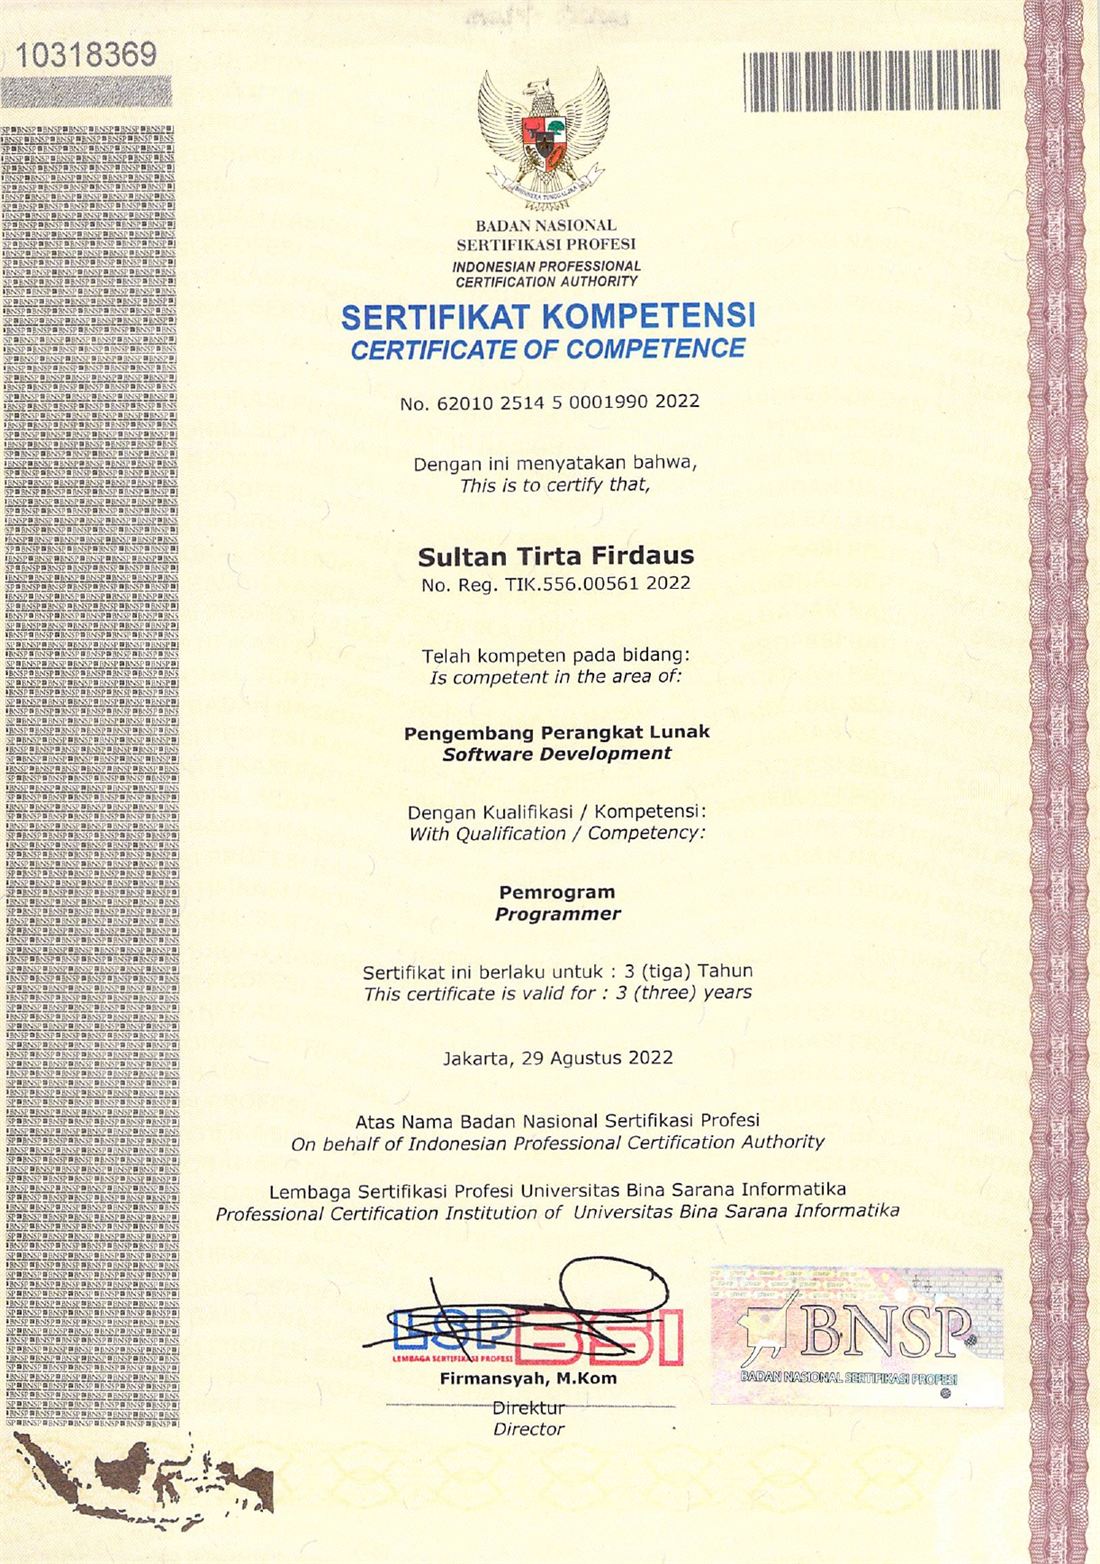 10318369
BHINNEKA TUNGGAL IKA
BADAN NASIONAL
SERTIFIKASI PROFESI
INDONESIAN PROFESSIONAL
CERTIFICATION AUTHORITY
SERTIFIKAT KOMPETENSI
CERTIFICATE OF COMPETENCE
No. 62010 2514 5 0001990 2022
Dengan ini menyatakan bahwa,
This is to certify that,
Sultan Tirta Firdaus
No. Reg. TIK.556.00561 2022
Telah kompeten pada bidang:
Is competent in the area of:
Pengembang Perangkat Lunak
Software Development
Dengan Kualifikasi / Kompetensi:
With Qualification / Competency:
Pemrogram
Programmer
Sertifikat ini berlaku untuk : 3 (tiga) Tahun
This certificate is valid for : 3 (three) years
Jakarta, 29 Agustus 2022
Atas Nama Badan Nasional Sertifikasi Profesi
On behalf of Indonesian Professional Certification Authority
Lembaga Sertifikasi Profesi Universitas Bina Sarana Informatika
Professional Certification Institution of Universitas Bina Sarana Informatika
LSP BSI
LEMBAGA SERTIFIKASI PROFESI
BNSP
BADAN NASIONAL SERTIFIKASI PROFESI
Firmansyah, M.Kom
Direktur
Director